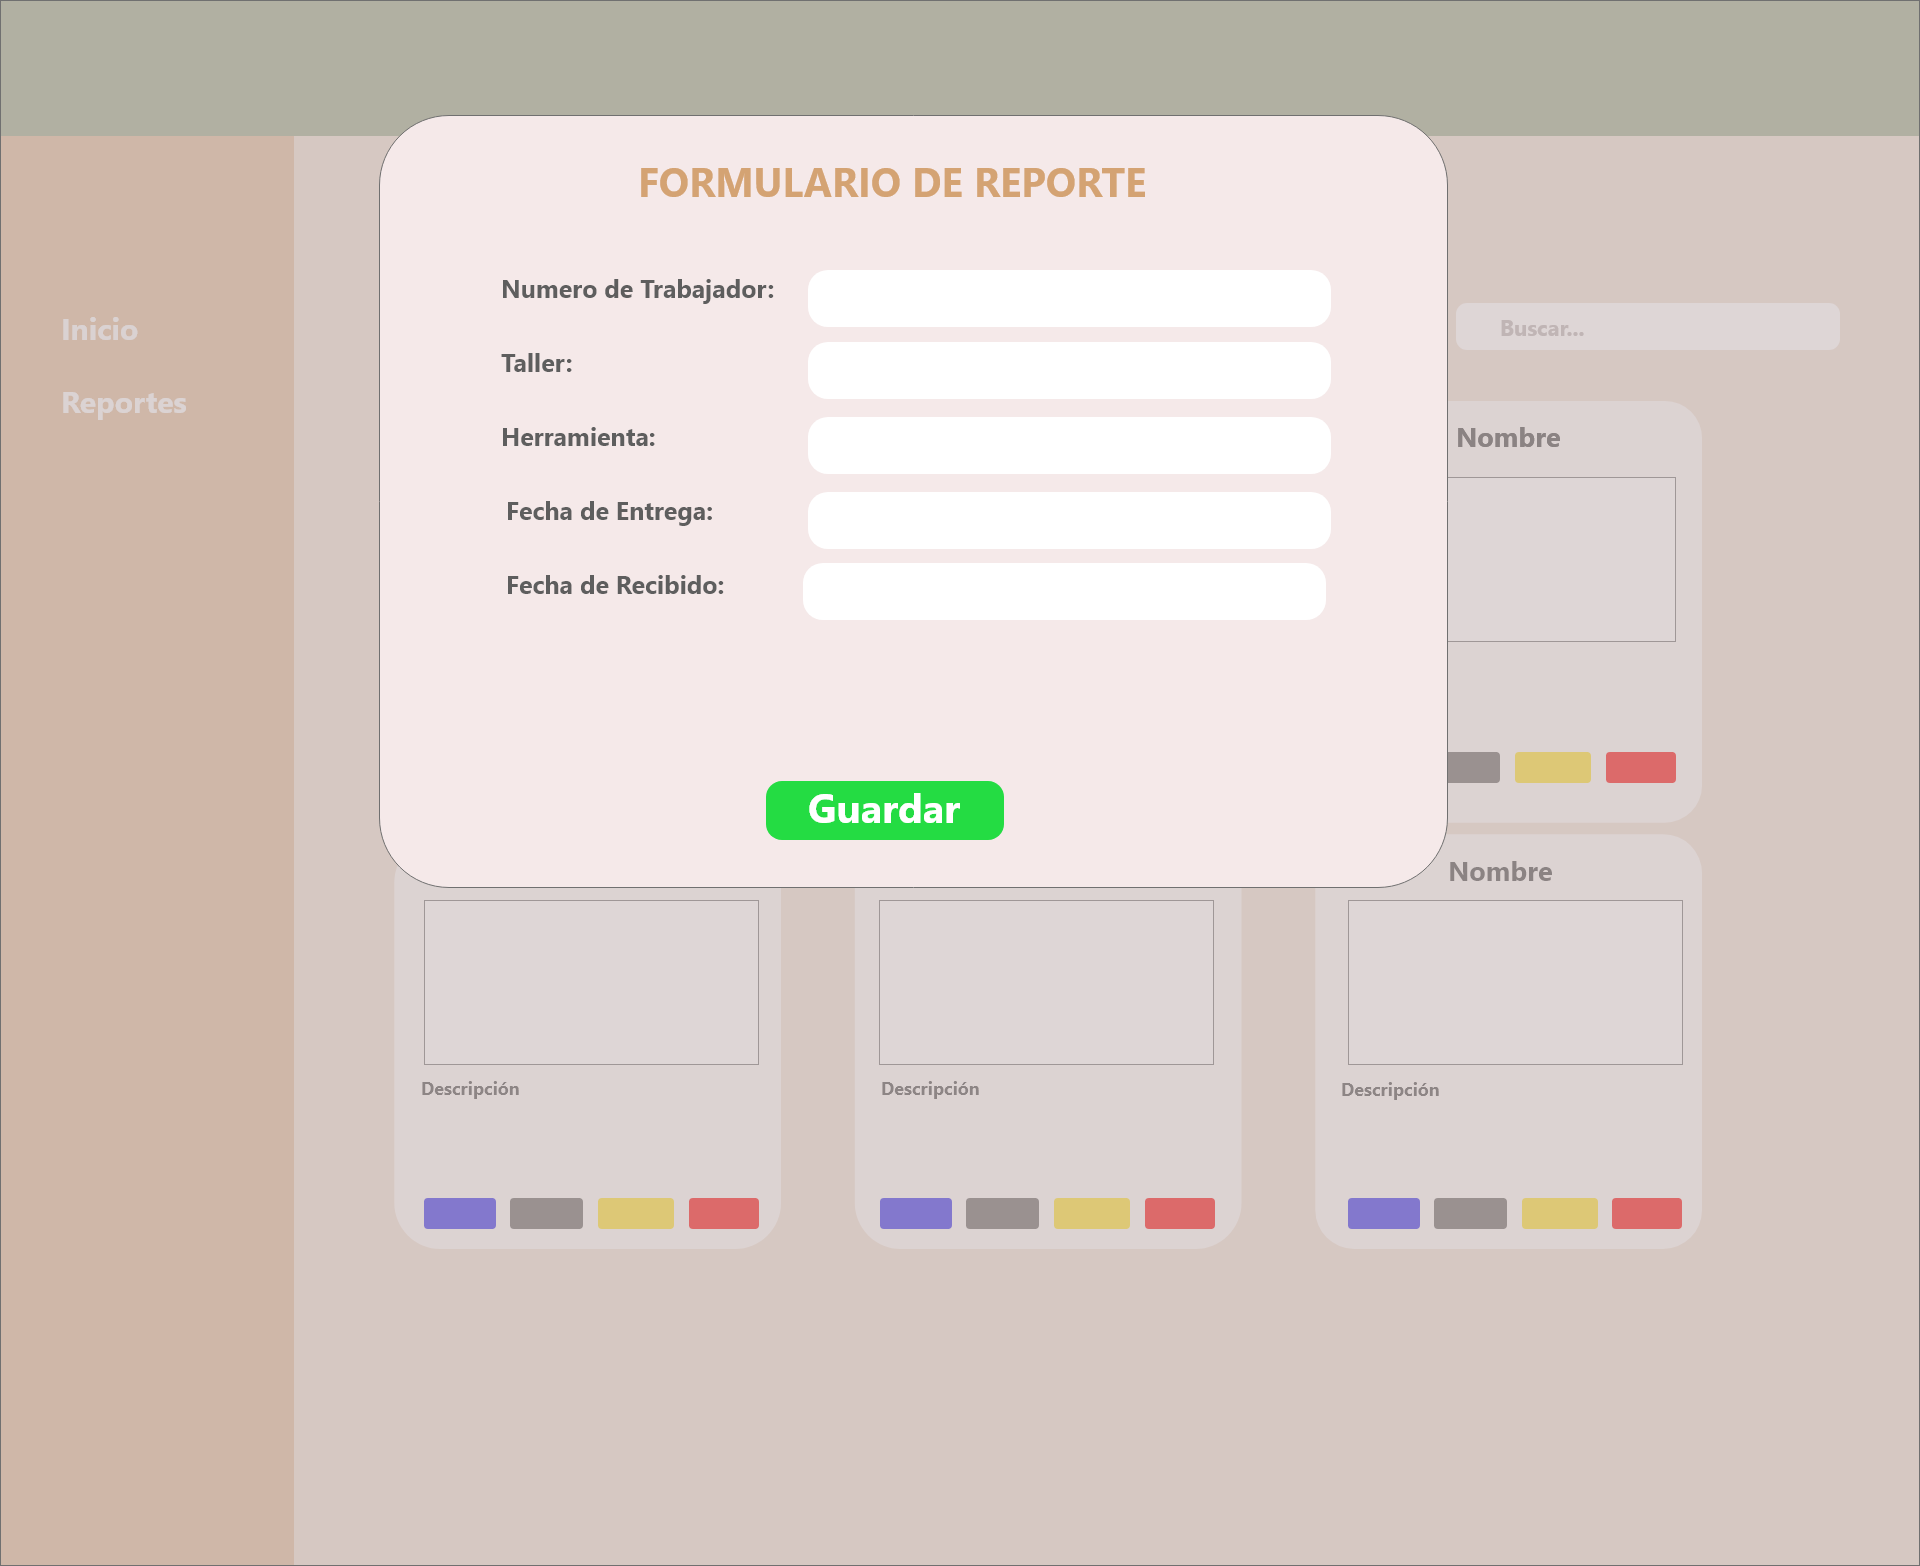 FORMULARIO DE REPORTE
Numero de Trabajador:
Taller:
Herramienta:
Fecha de Entrega:
Fecha de Recibido:
Guardar
Inicio
Reportes
Buscar...
Nombre
Nombre
Descripción
Descripción
Descripción